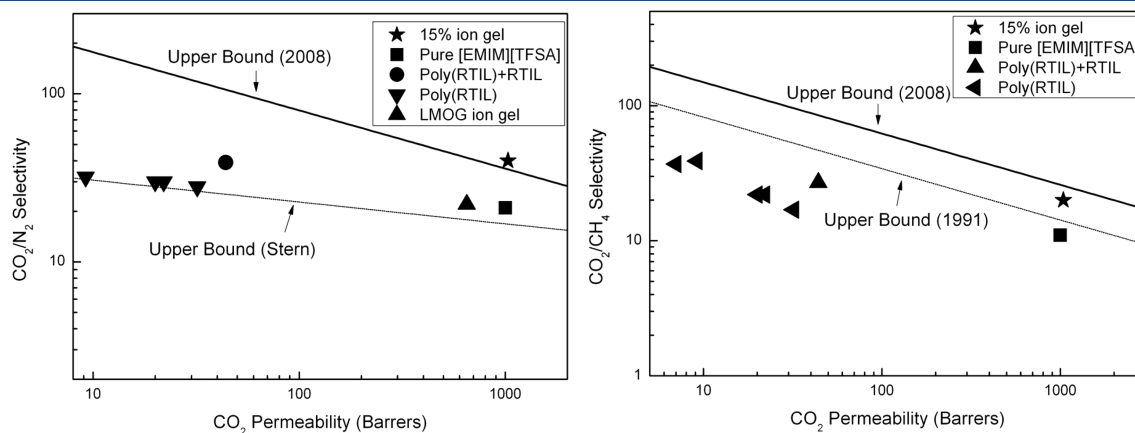 15% ion gel
Pure [EMIM][TFSA]
Poly(RTIL)+RTIL
Poly(RTIL)
LMOG ion gel
Upper Bound (2008)
Upper Bound (Stern)
100
10
CO₂/N₂ Selectivity
10
100
1000
CO₂ Permeability (Barrers)
15% ion gel
Pure [EMIM][TFSA
Poly(RTIL)+RTIL
Poly(RTIL)
Upper Bound (2008)
Upper Bound (1991)
100
10
1
CO₂/CH₄ Selectivity
10
100
1000
CO₂ Permeability (Barrers)